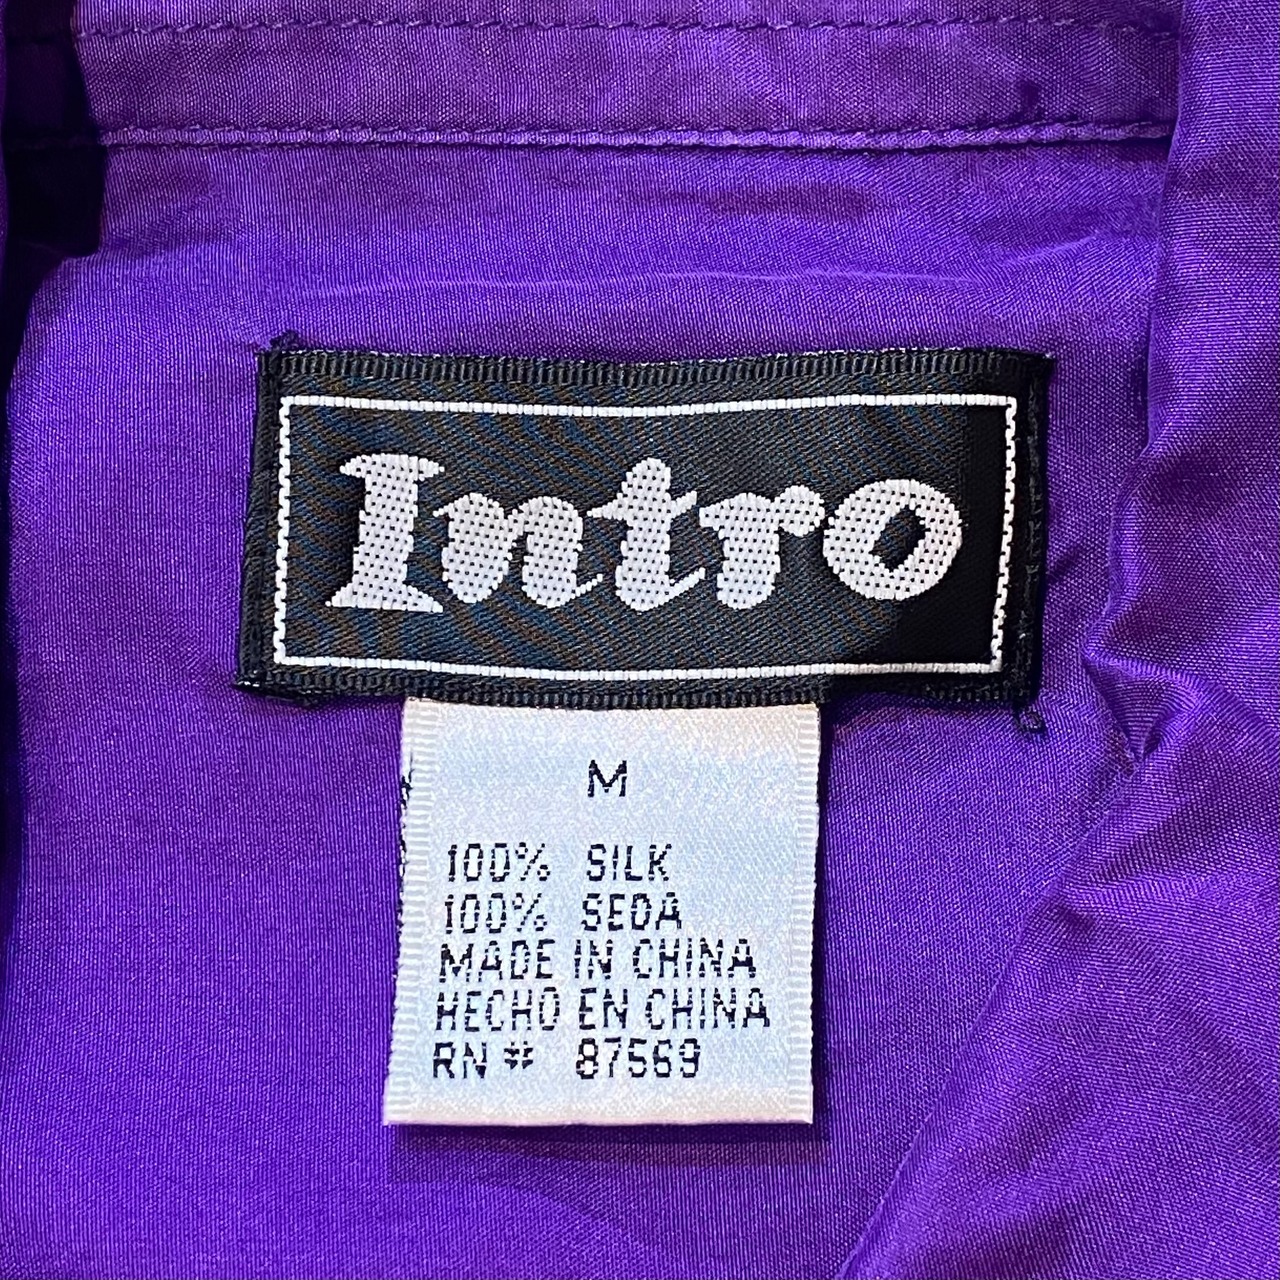 Intro
M
100% SILK
100% SEDA
MADE IN CHINA
HECHO EN CHINA
RN # 87569